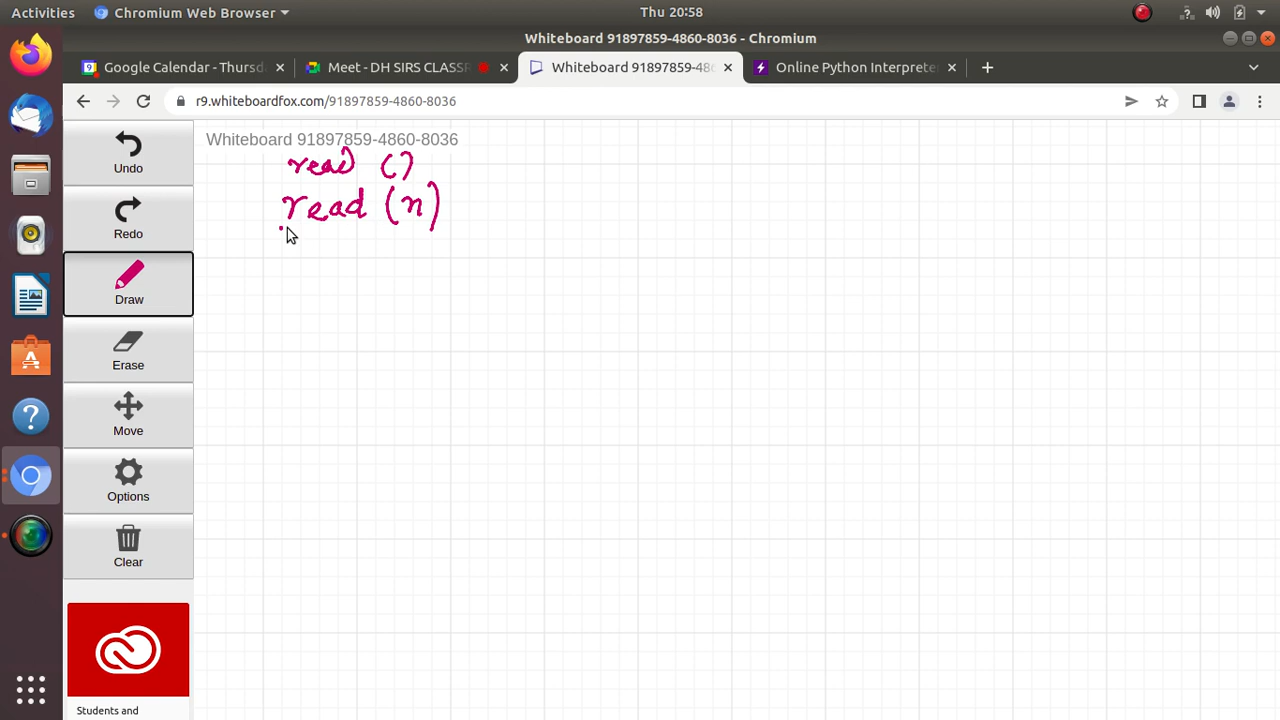 Activities
Chromium Web Browser
Thu 20:58
Whiteboard 91897859-4860-8036 - Chromium
9
Google Calendar - Thursd
Meet - DH SIRS CLASSR
Whiteboard 91897859-486
Online Python Interprete
r9.whiteboardfox.com/91897859-4860-8036
Whiteboard 91897859-4860-8036
read ()
read (n)
Undo
Redo
Draw
Erase
Move
Options
Clear
Students and